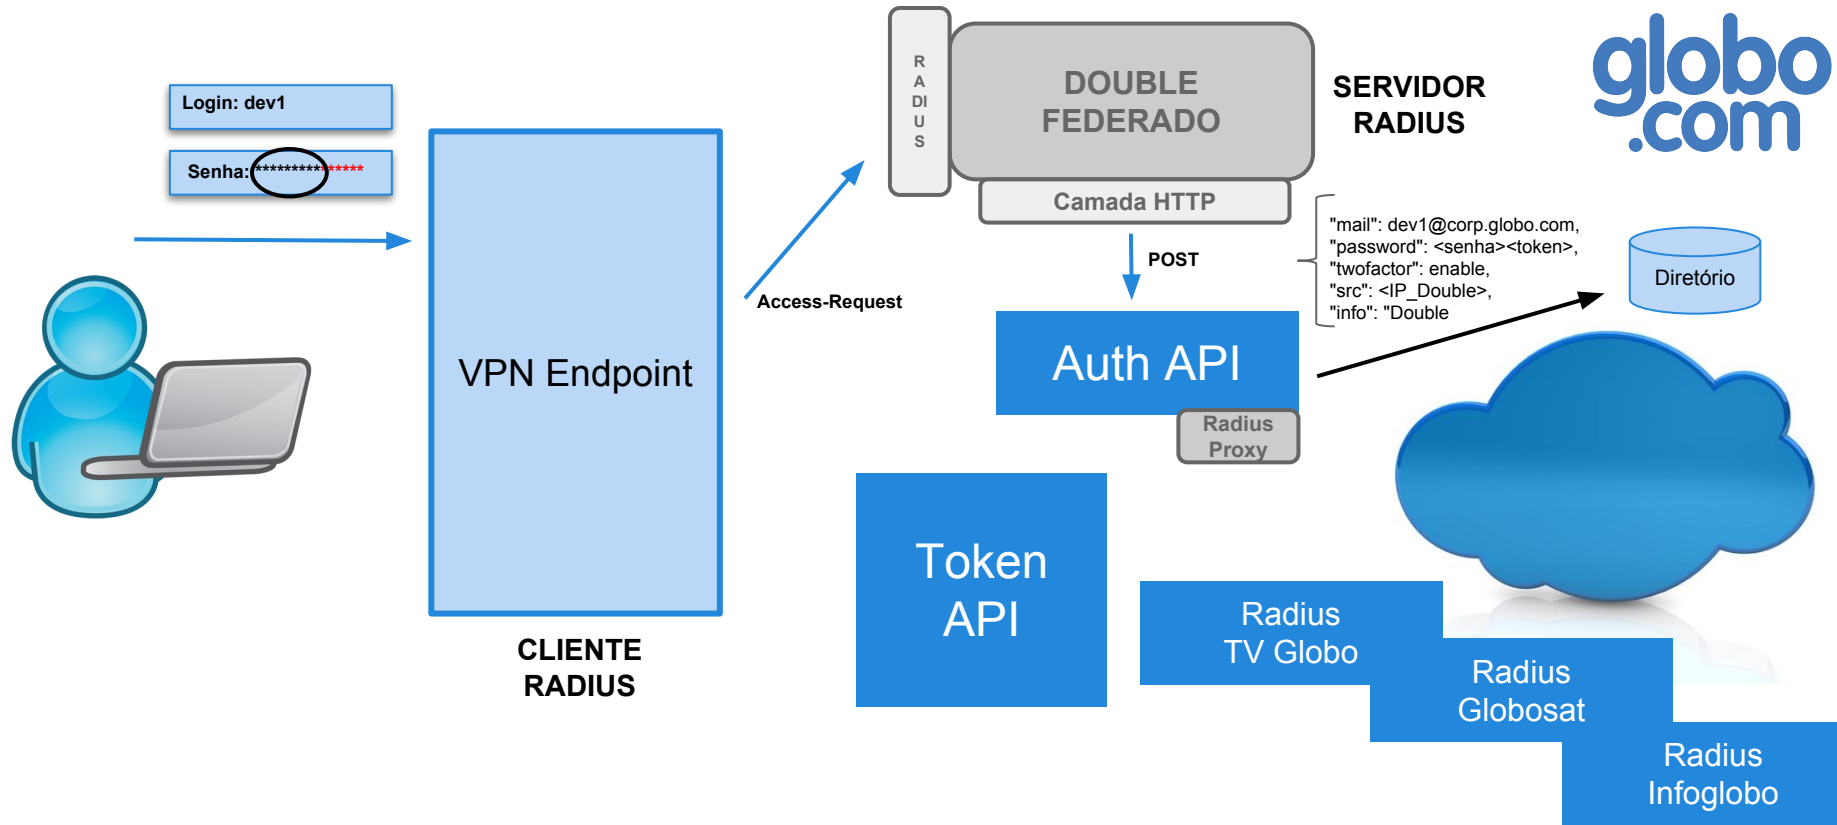 Login: dev1
Senha: ***************
VPN Endpoint
CLIENTE
RADIUS
Access-Request
R
A
DI
U
S
DOUBLE
FEDERADO
Camada HTTP
SERVIDOR
RADIUS
globo
.com
POST
"mail": dev1@corp.globo.com,
"password": <senha><token>,
"twofactor": enable,
"src": <IP_Double>,
"info": "Double
Diretório
Auth API
Radius
Proxy
Token
API
Radius
TV Globo
Radius
Globosat
Radius
Infoglobo